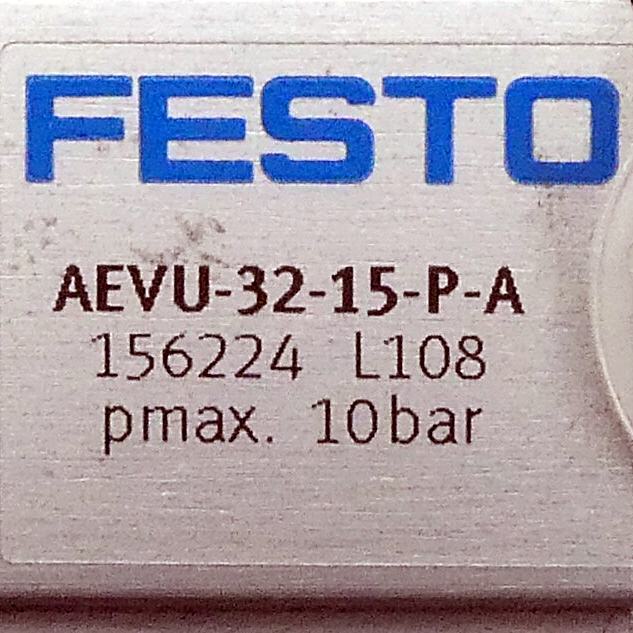 FESTO
AEVU-32-15-P-A
156224 L108
pmax. 10bar